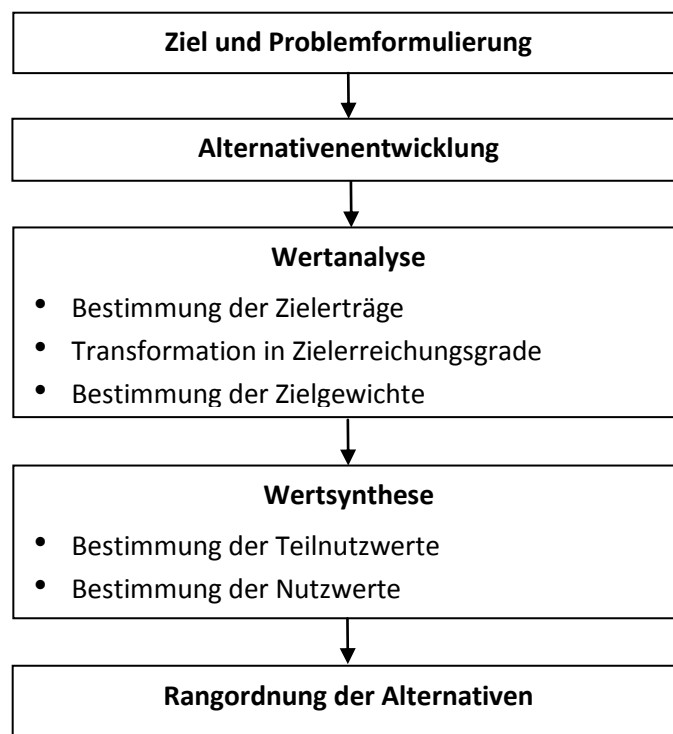 Ziel und Problemformulierung
Alternativenentwicklung
Wertanalyse
• Bestimmung der Zielerträge
• Transformation in Zielerreichungsgrade
• Bestimmung der Zielgewichte
Wertsynthese
• Bestimmung der Teilnutzwerte
• Bestimmung der Nutzwerte
Rangordnung der Alternativen